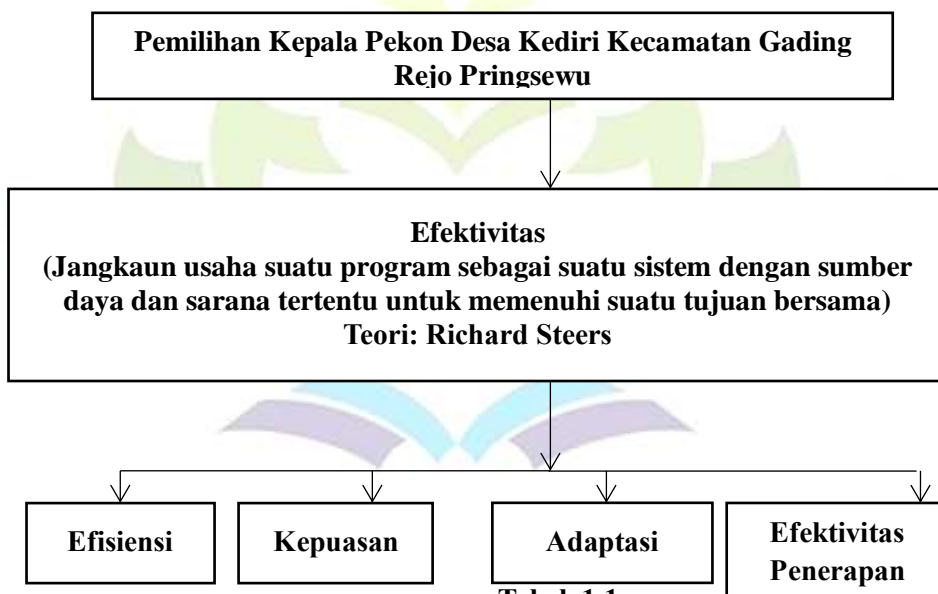 Pemilihan Kepala Pekon Desa Kediri Kecamatan Gading
Rejo Pringsewu
Efektivitas
(Jangkaun usaha suatu program sebagai suatu sistem dengan sumber
daya dan sarana tertentu untuk memenuhi suatu tujuan bersama)
Teori: Richard Steers
Efisiensi
Kepuasan
Adaptasi
Efektivitas
Penerapan